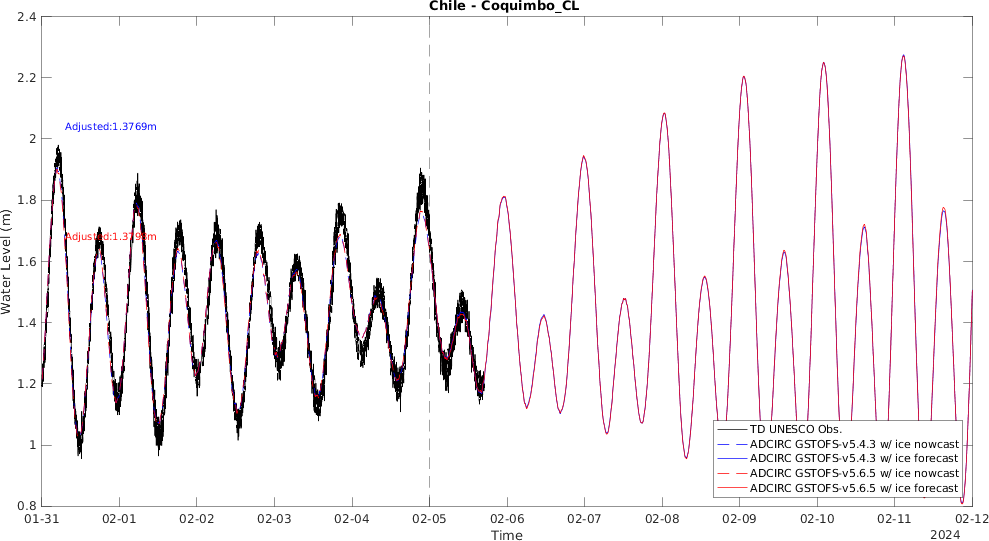 Chile - Coquimbo_CL
2.4
2.2
2
1.8
1.6
1.4
1.2
1
0.8
Water Level (m)
Adjusted:1.3769m
TD UNESCO Obs.
ADCIRC GSTOFS-v5.4.3 w/ ice nowcast
ADCIRC GSTOFS-v5.4.3 w/ ice forecast
ADCIRC GSTOFS-v5.6.5 w/ ice nowcast
ADCIRC GSTOFS-v5.6.5 w/ ice forecast
01-31 02-01 02-02 02-03 02-04 02-05 02-06 02-07 02-08 02-09 02-10 02-11 02-12
Time
2024